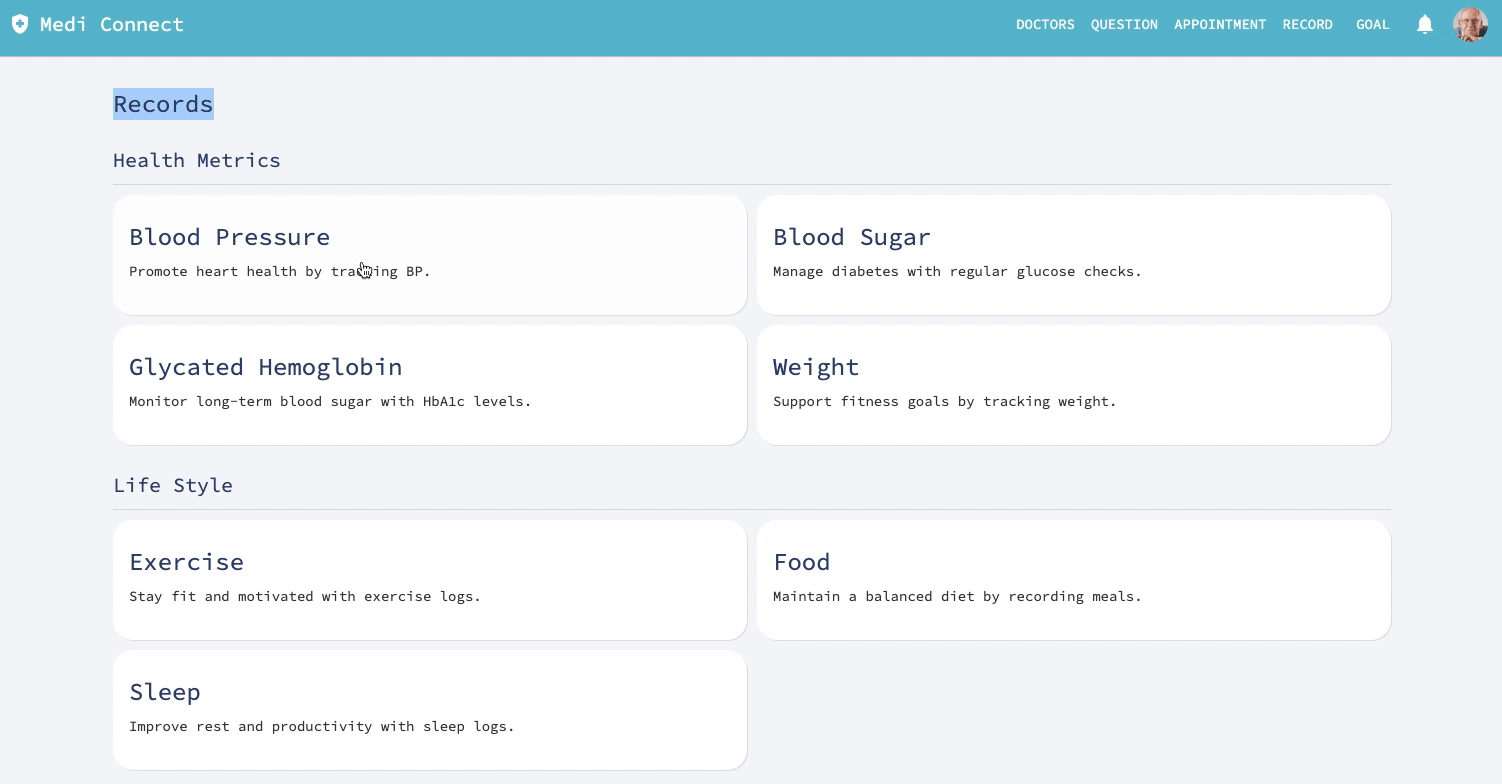 Medi Connect
DOCTORS QUESTION APPOINTMENT RECORD GOAL
Records
Health Metrics
Blood Pressure
Promote heart health by tracking BP.
Blood Sugar
Manage diabetes with regular glucose checks.
Glycated Hemoglobin
Monitor long-term blood sugar with HbA1c levels.
Weight
Support fitness goals by tracking weight.
Life Style
Exercise
Stay fit and motivated with exercise logs.
Food
Maintain a balanced diet by recording meals.
Sleep
Improve rest and productivity with sleep logs.